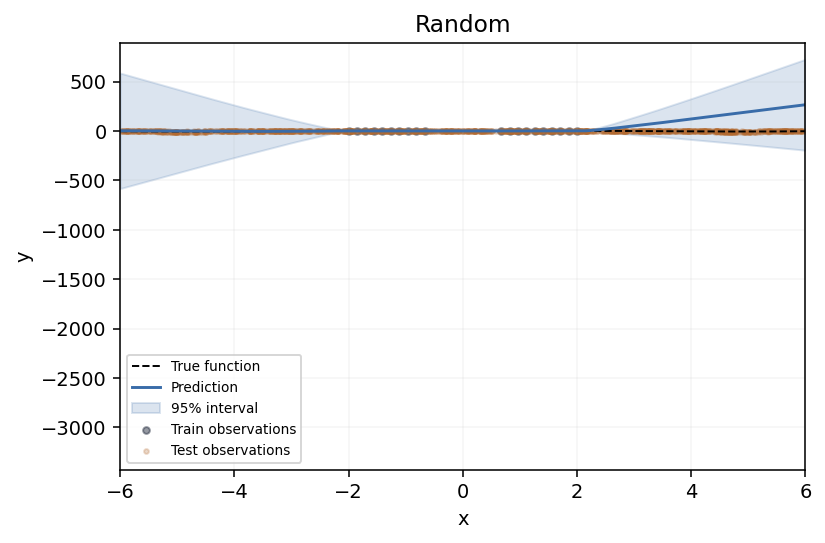 Random
500
0
−500
−1000
−1500
−2000
−2500
−3000
y
True function
Prediction
95% interval
Train observations
Test observations
−6 −4 −2 0 2 4 6
x